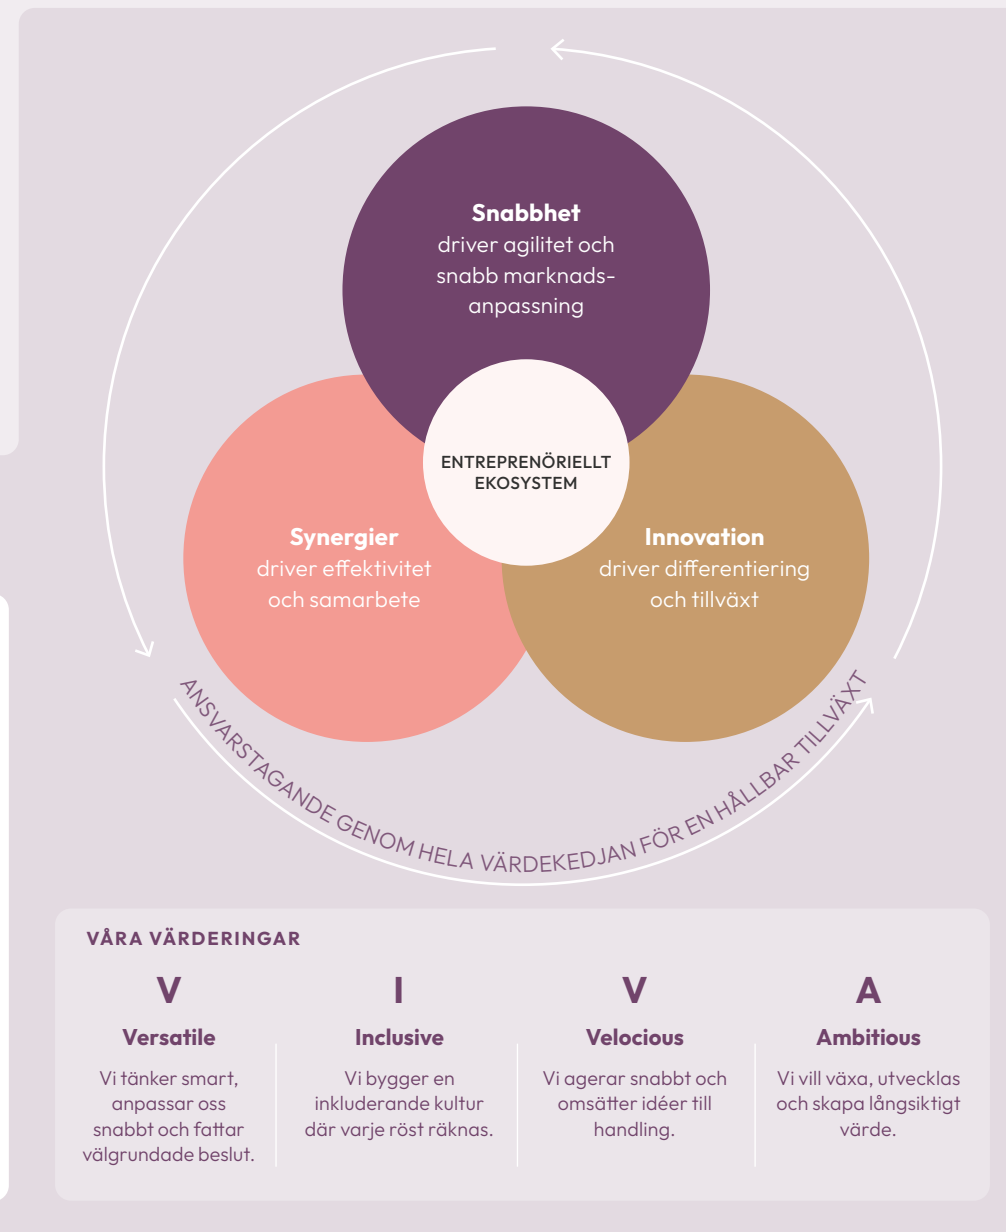 Snabbhet
driver agilitet och
snabb marknads-
anpassning
ENTREPRENÖRIELLT
EKOSYSTEM
Synergier
driver effektivitet
och samarbete
Innovation
driver differentiering
och tillväxt
ANSVARSTAGANDE GENOM HELA VÄRDEKEDJAN FÖR EN HÅLLBAR TILLVÄXT
VÅRA VÄRDERINGAR
V
Versatile
Vi tänker smart,
anpassar oss
snabbt och fattar
välgrundade beslut.
I
Inclusive
Vi bygger en
inkluderande kultur
där varje röst räknas.
V
Velocious
Vi agerar snabbt och
omsätter idéer till
handling.
A
Ambitious
Vi vill växa, utvecklas
och skapa långsiktigt
värde.